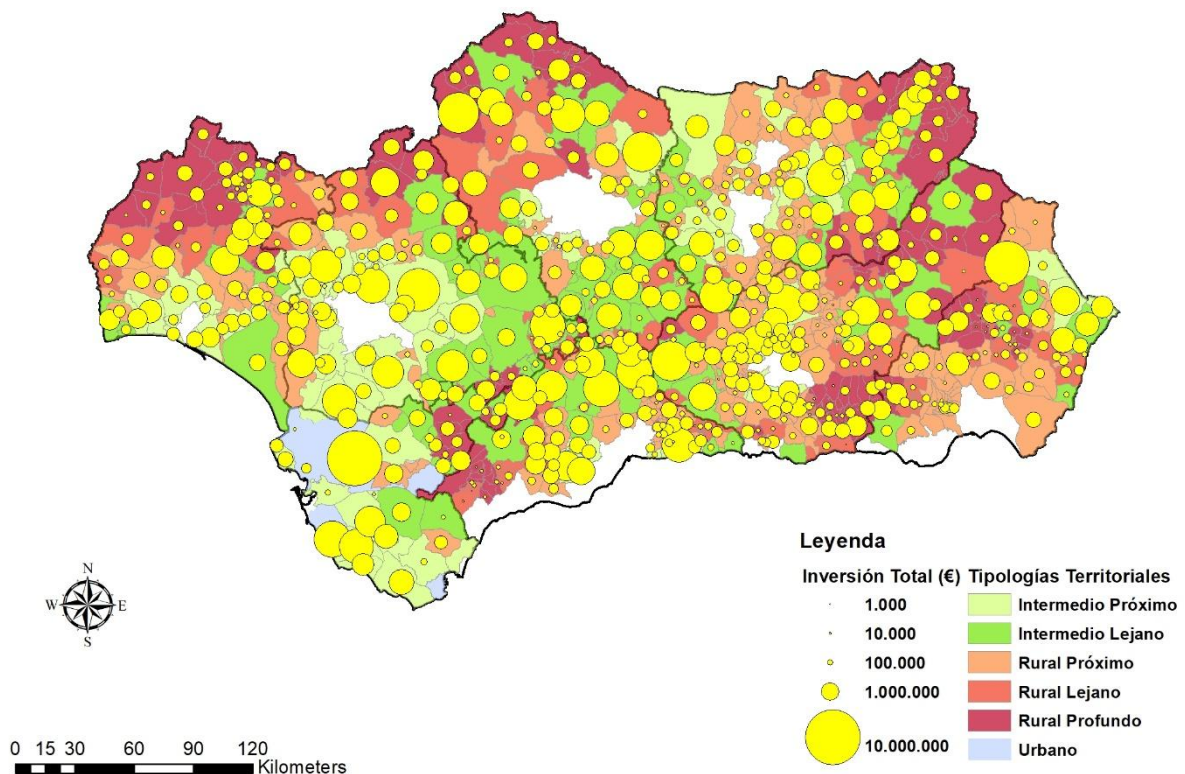 Leyenda
Inversión Total (€) Tipologías Territoriales
1.000 Intermedio Próximo
10.000 Intermedio Lejano
100.000 Rural Próximo
1.000.000 Rural Lejano
Rural Profundo
10.000.000 Urbano
N
W E
S
0 15 30 60 90 120
Kilometers